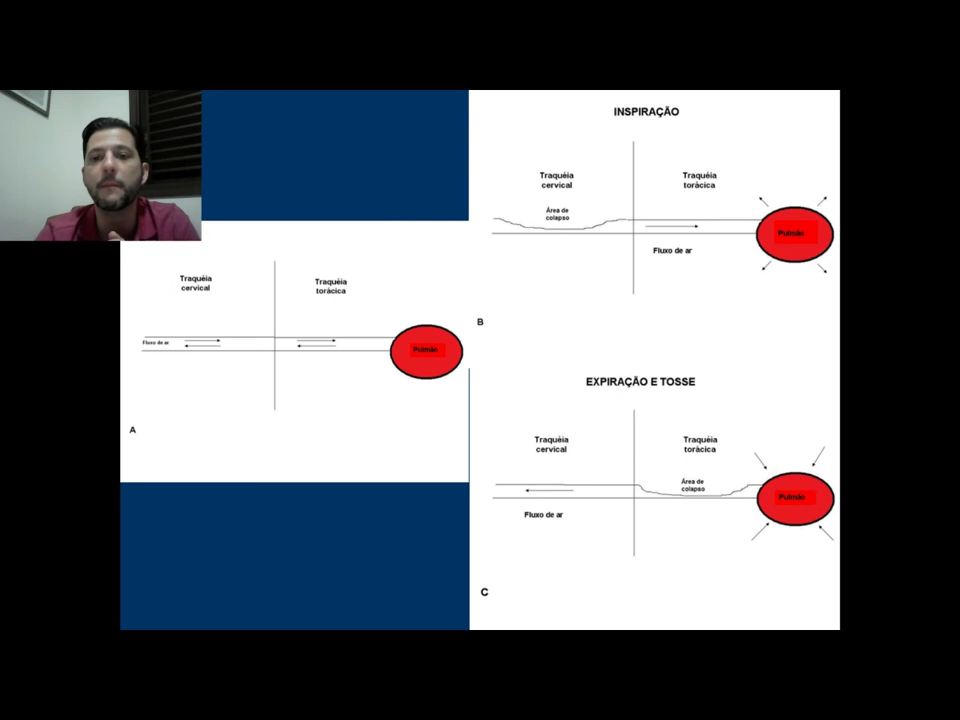 Traquéia
cervical
Traquéia
torácica
Fluxo de ar
Pulmão
A
INSPIRAÇÃO
Traquéia
cervical
Traquéia
torácica
Área de
colapso
Pulmão
Fluxo de ar
B
EXPIRAÇÃO E TOSSE
Traquéia
cervical
Traquéia
torácica
Área de
colapso
Pulmão
Fluxo de ar
C